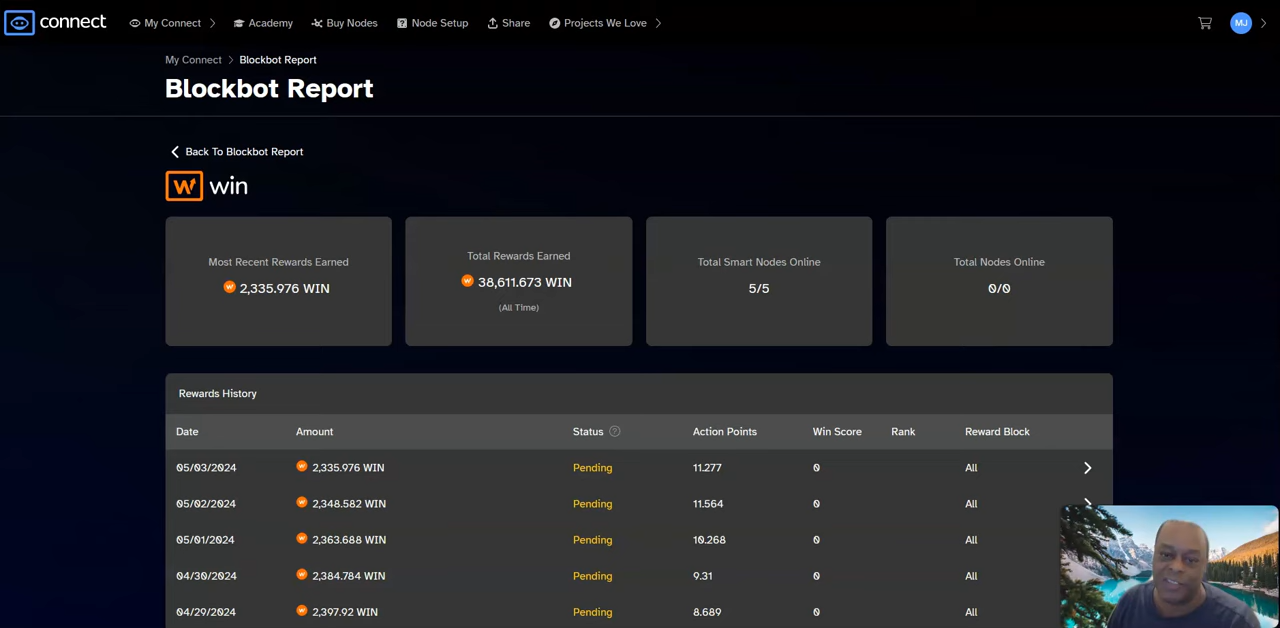 connect My Connect Academy Buy Nodes Node Setup Share Projects We Love MJ
My Connect Blockbot Report
Blockbot Report
Back To Blockbot Report
win
Most Recent Rewards Earned
2,335.976 WIN
Total Rewards Earned
38,611.673 WIN
(All Time)
Total Smart Nodes Online
5/5
Total Nodes Online
0/0
Rewards History
Date Amount Status Action Points Win Score Rank Reward Block
05/03/2024 2,335.976 WIN Pending 11.277 0 All
05/02/2024 2,348.582 WIN Pending 11.564 0 All
05/01/2024 2,363.688 WIN Pending 10.268 0 All
04/30/2024 2,384.784 WIN Pending 9.31 0 All
04/29/2024 2,397.92 WIN Pending 8.689 0 All